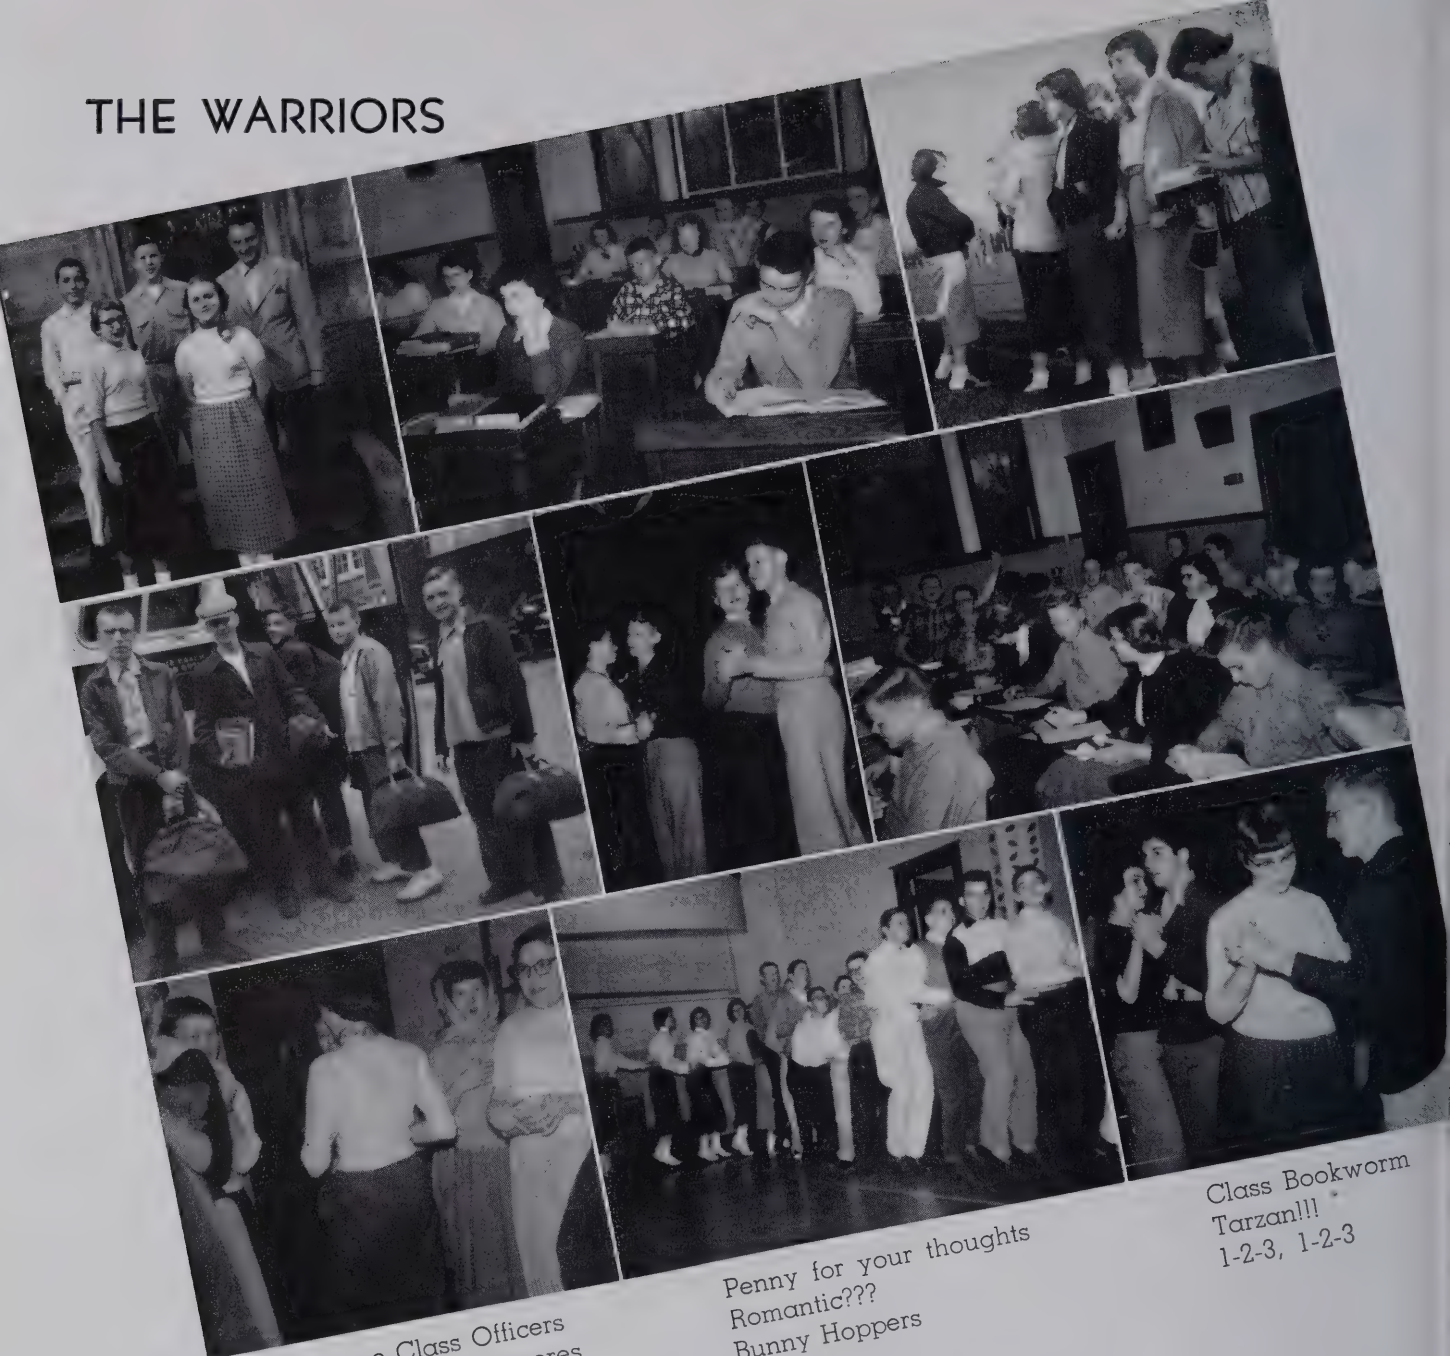 THE WARRIORS
Class Officers
Penny for your thoughts
Romantic???
Bunny Hoppers
Class Bookworm
Tarzan!!!
1-2-3, 1-2-3